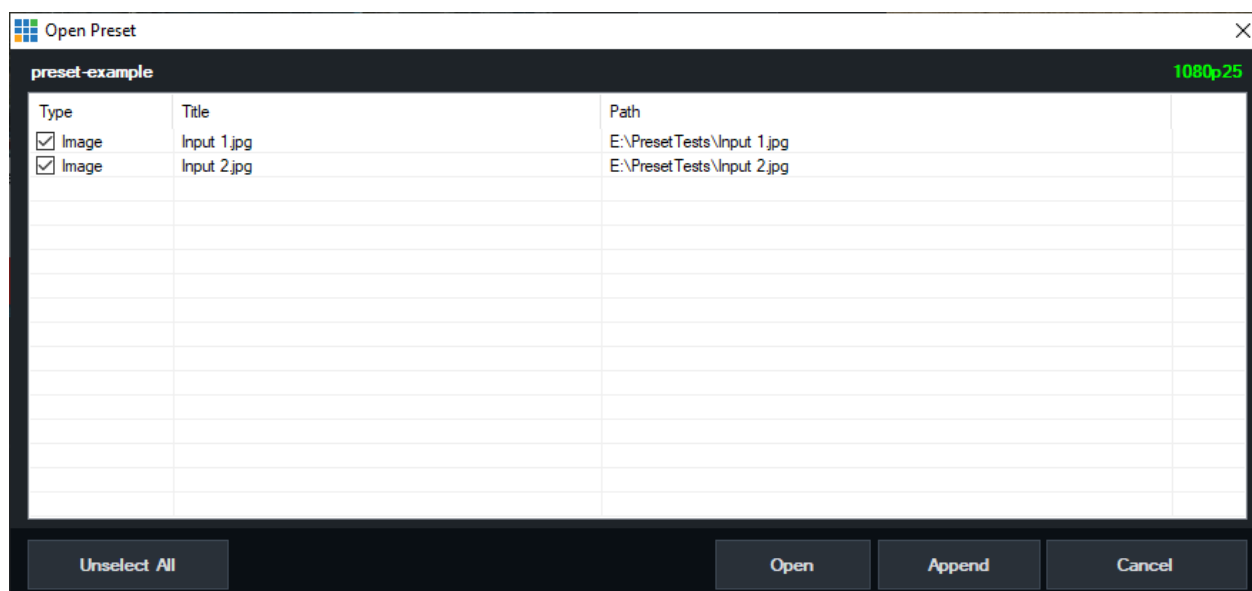 Open Preset
preset-example 1080p25
Type Title Path
Image Input 1.jpg E:\PresetTests\Input 1.jpg
Image Input 2.jpg E:\PresetTests\Input 2.jpg
Unselect All Open Append Cancel